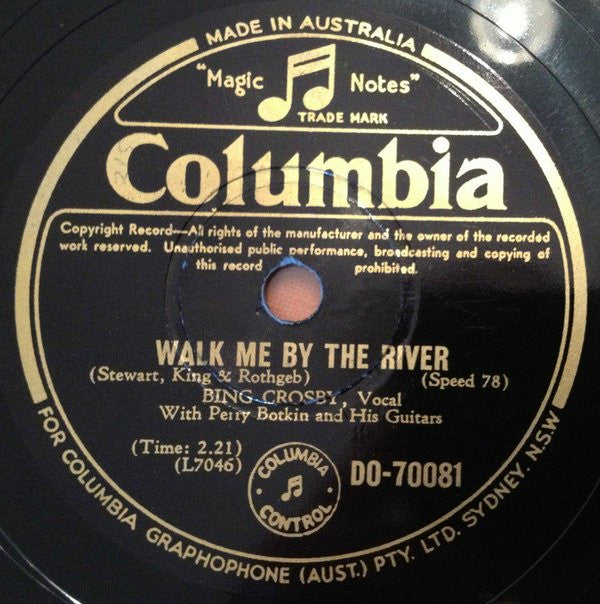 MADE IN AUSTRALIA
"Magic Notes"
TRADE MARK
Columbia
Copyright Record—All rights of the manufacturer and the owner of the recorded
work reserved. Unauthorised public performance, broadcasting and copying of
this record prohibited.
WALK ME BY THE RIVER
(Stewart, King & Rothgeb) (Speed 78)
BING CROSBY, Vocal
With Perry Botkin and His Guitars
(Time: 2.21)
(L7046)
COLUMBIA
CONTROL
DO-70081
FOR COLUMBIA GRAPHOPHONE (AUST.) PTY. LTD. SYDNEY. N.S.W